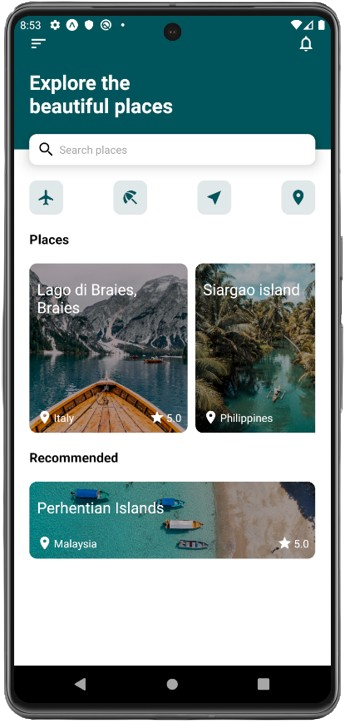 8:53
Explore the
beautiful places
Search places
Places
Lago di Braies,
Braies
Italy
5.0
Siargao island
Philippines
Recommended
Perhentian Islands
Malaysia
5.0